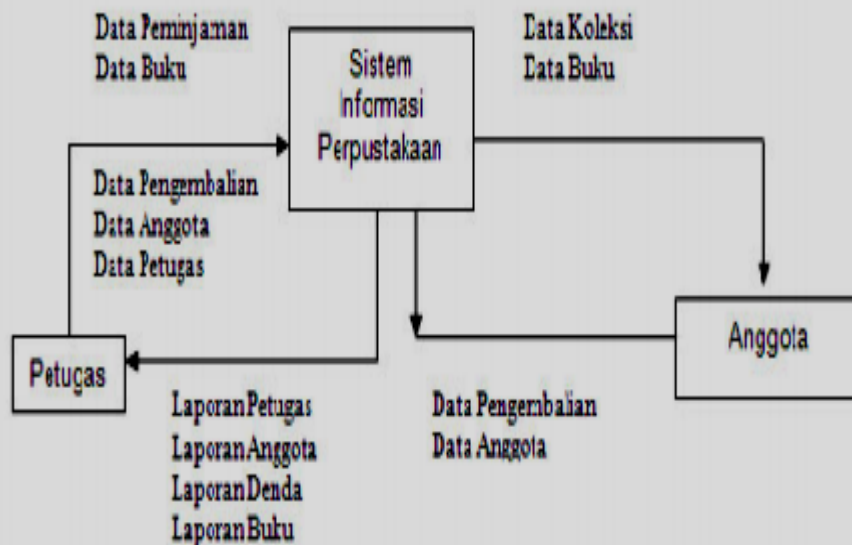 Data Peminjaman
Data Buku
Sistem
Informasi
Perpustakaan
Data Koleksi
Data Buku
Data Pengembalian
Data Anggota
Data Petugas
Petugas
Anggota
Laporan Petugas
Laporan Anggota
Laporan Denda
Laporan Buku
Data Pengembalian
Data Anggota